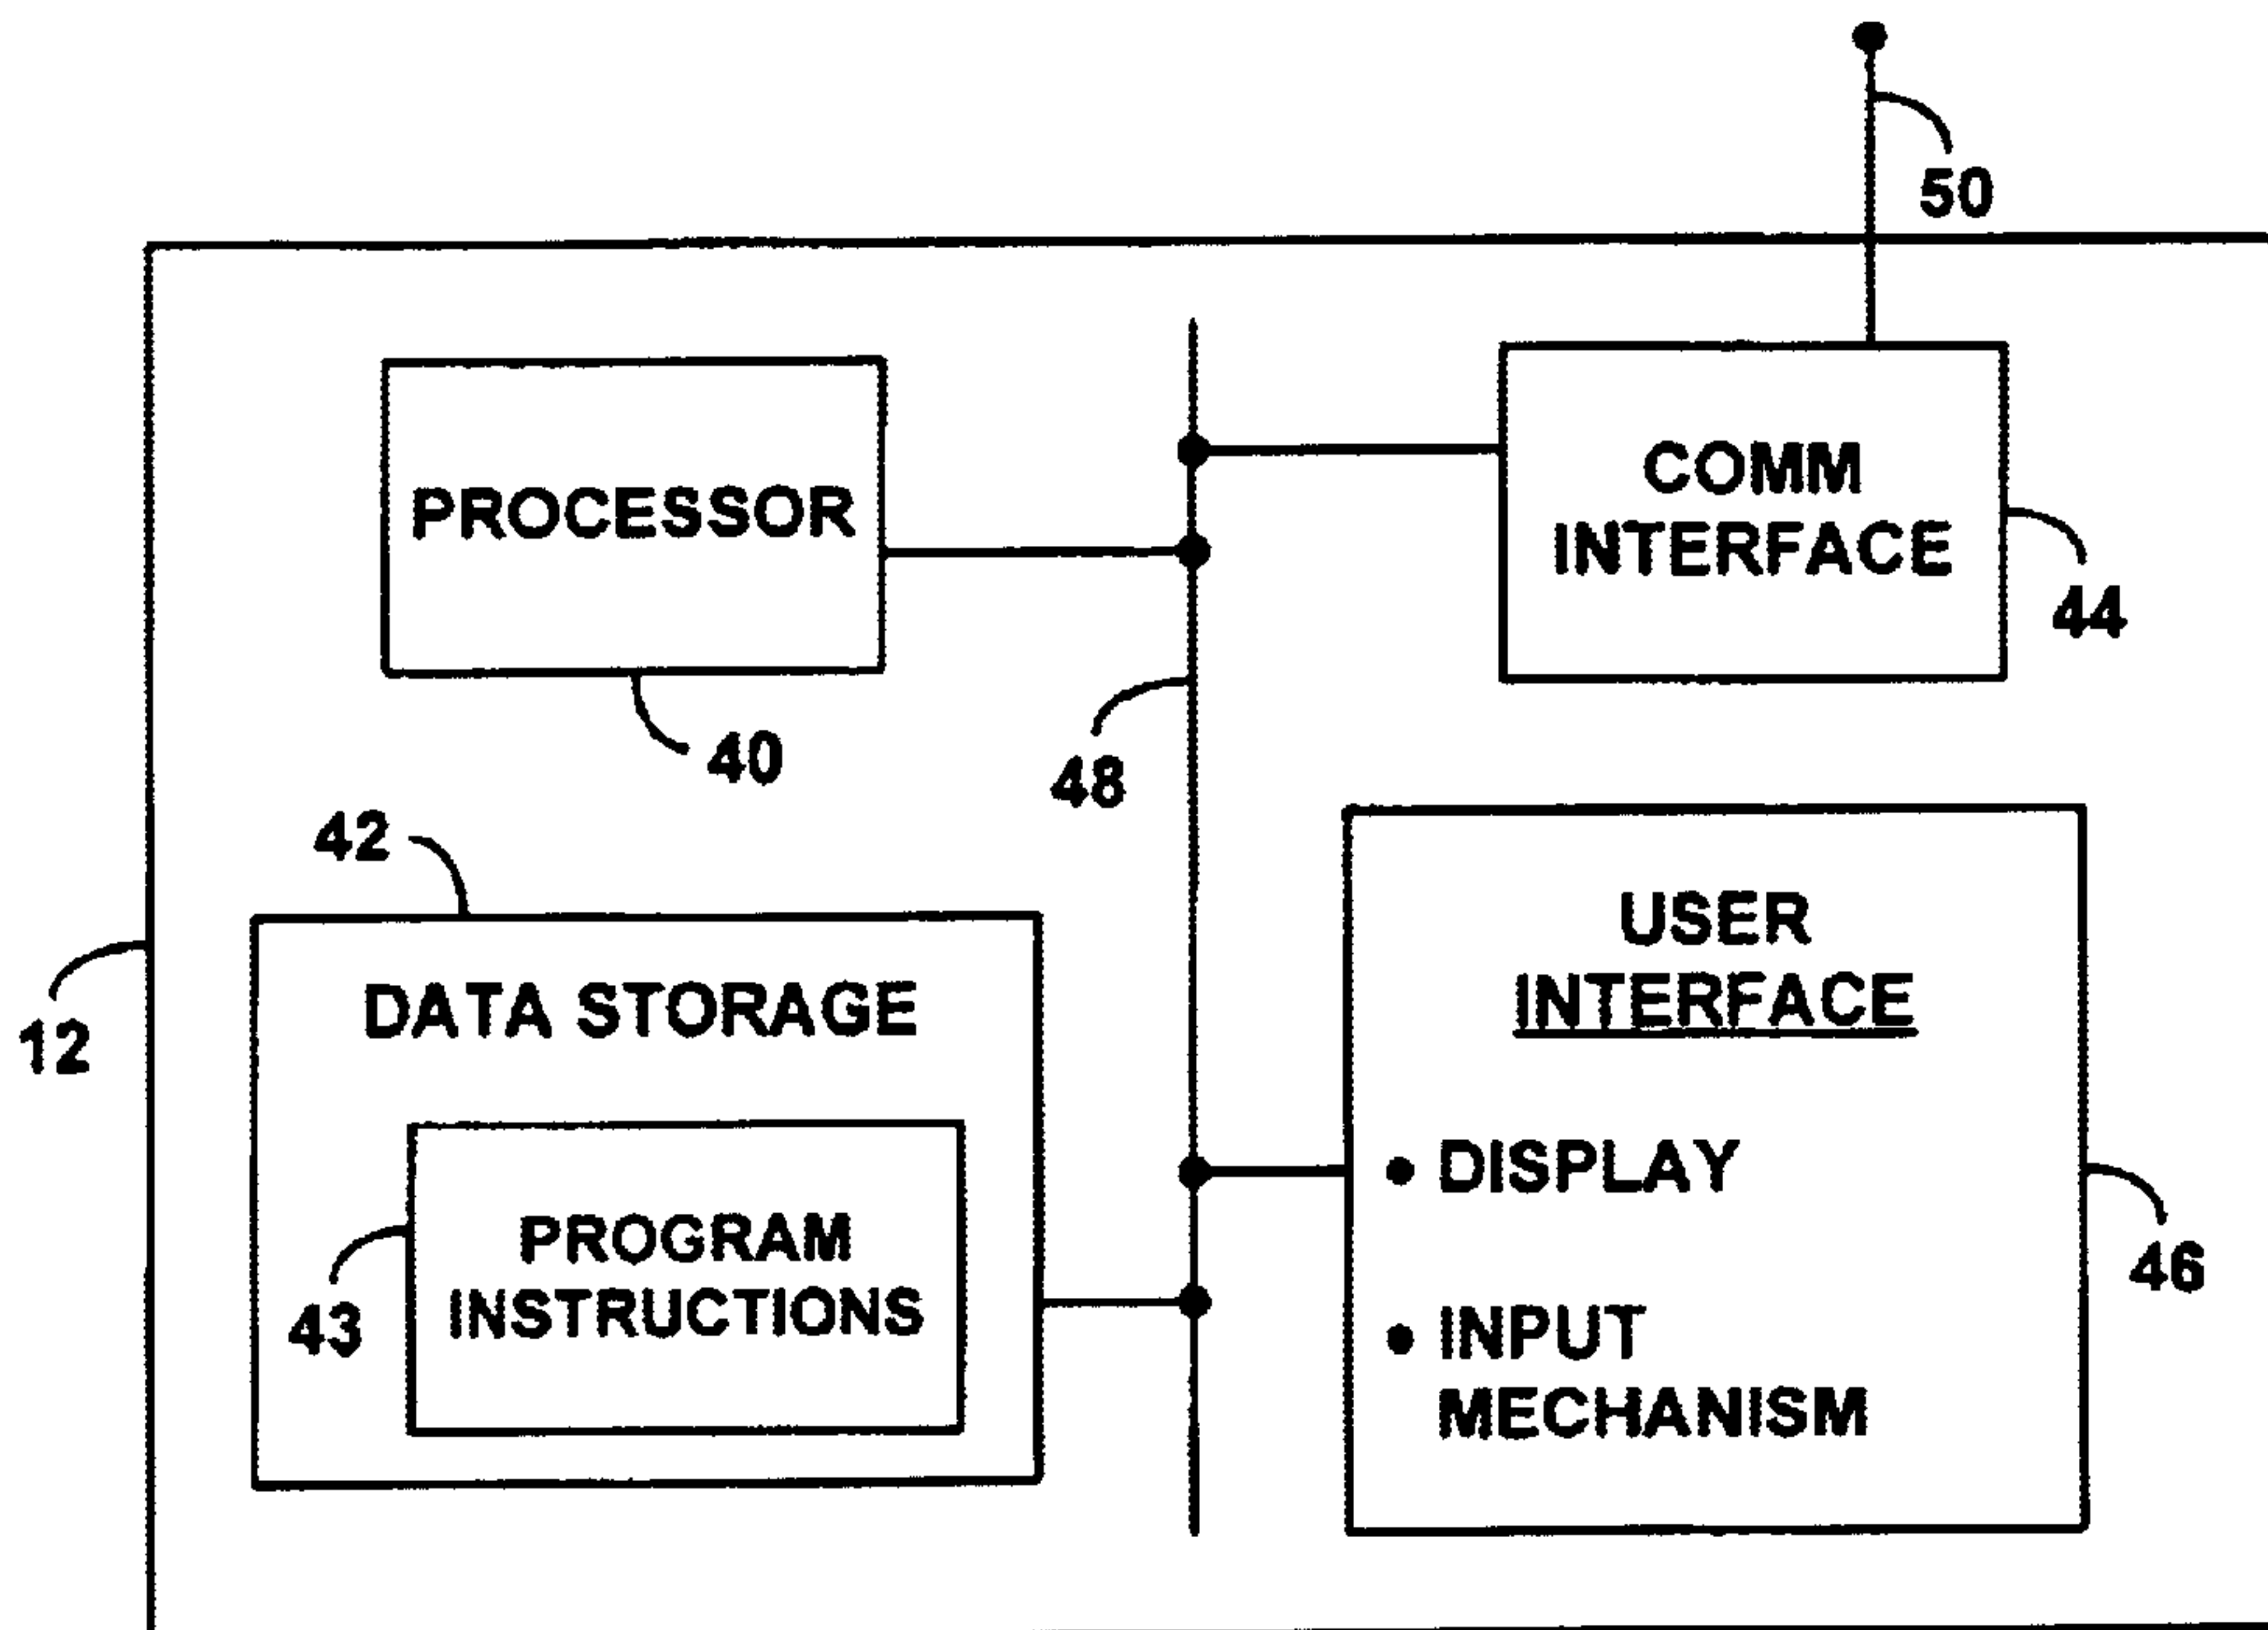 50
PROCESSOR
COMM
INTERFACE
44
40
48
42
USER
INTERFACE
12
DATA STORAGE
• DISPLAY
PROGRAM
INSTRUCTIONS
43
46
• INPUT
MECHANISM